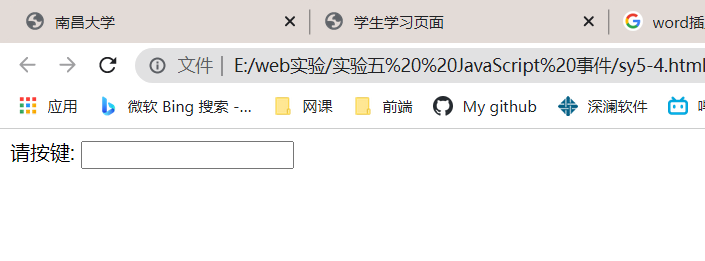 南昌大学 学生学习页面 word插
文件 E:/web实验/实验五%20%20JavaScript%20事件/sy5-4.html
应用 微软 Bing 搜索 -... 网课 前端 My github 深澜软件
请按键: